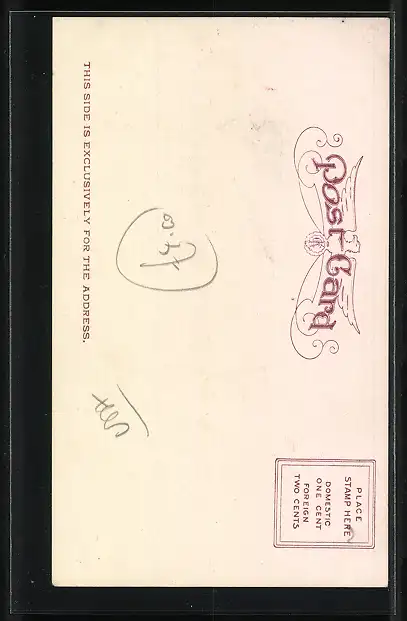 Post Card
PLACE
STAMP HERE
DOMESTIC
ONE CENT
FOREIGN
TWO CENTS
THIS SIDE IS EXCLUSIVELY FOR THE ADDRESS.